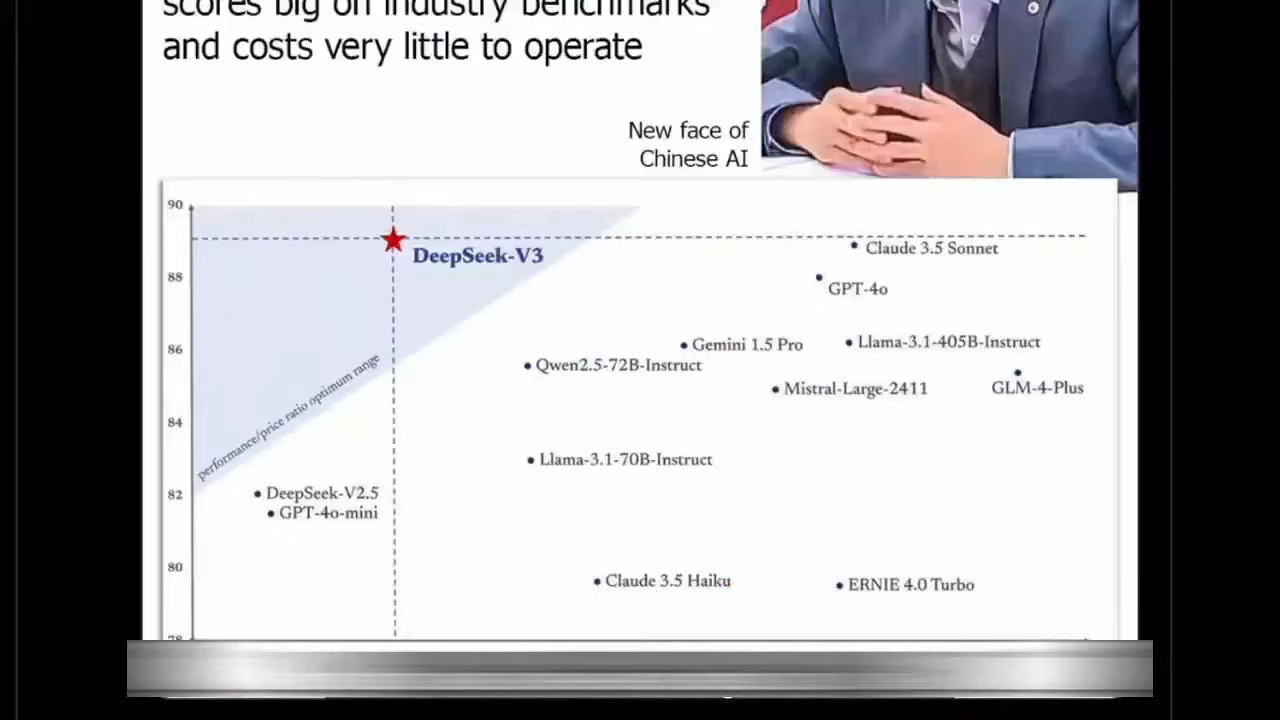 scores big on industry benchmarks
and costs very little to operate
New face of
Chinese AI
90
DeepSeek-V3
Claude 3.5 Sonnet
88
GPT-4o
86
Gemini 1.5 Pro
Llama-3.1-405B-Instruct
Qwen2.5-72B-Instruct
Mistral-Large-2411
GLM-4-Plus
performance/price ratio optimum range
84
Llama-3.1-70B-Instruct
82
DeepSeek-V2.5
GPT-4o-mini
80
Claude 3.5 Haiku
ERNIE 4.0 Turbo